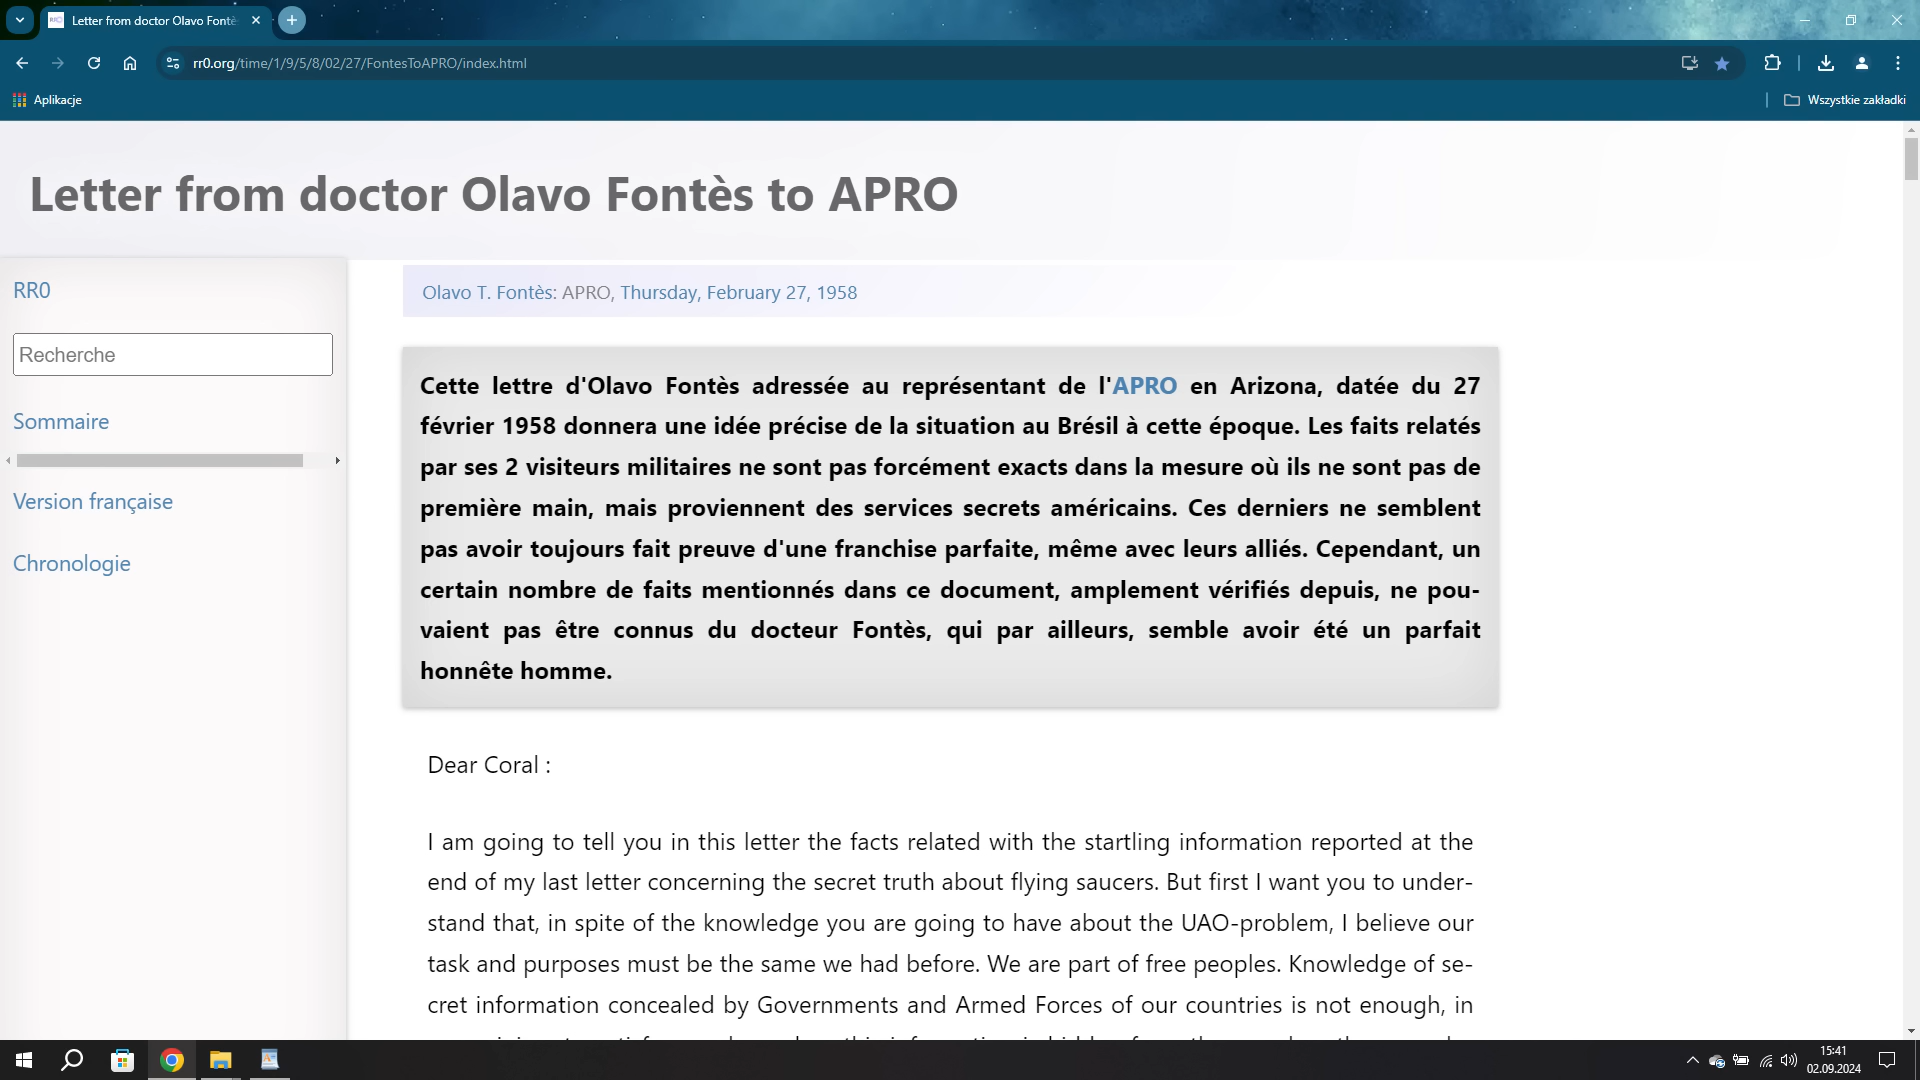 Letter from doctor Olavo Fontè
rr0.org/time/1/9/5/8/02/27/FontesToAPRO/index.html
Aplikacje
Wszystkie zakładki
Letter from doctor Olavo Fontès to APRO
RR0
Recherche
Sommaire
Version française
Chronologie
Olavo T. Fontès: APRO, Thursday, February 27, 1958
Cette lettre d'Olavo Fontès adressée au représentant de l'APRO en Arizona, datée du 27
février 1958 donnera une idée précise de la situation au Brésil à cette époque. Les faits relatés
par ses 2 visiteurs militaires ne sont pas forcément exacts dans la mesure où ils ne sont pas de
première main, mais proviennent des services secrets américains. Ces derniers ne semblent
pas avoir toujours fait preuve d'une franchise parfaite, même avec leurs alliés. Cependant, un
certain nombre de faits mentionnés dans ce document, amplement vérifiés depuis, ne pou-
vaient pas être connus du docteur Fontès, qui par ailleurs, semble avoir été un parfait
honnête homme.
Dear Coral :
I am going to tell you in this letter the facts related with the startling information reported at the
end of my last letter concerning the secret truth about flying saucers. But first I want you to under-
stand that, in spite of the knowledge you are going to have about the UAO-problem, I believe our
task and purposes must be the same we had before. We are part of free peoples. Knowledge of se-
cret information concealed by Governments and Armed Forces of our countries is not enough, in
15:41
02.09.2024